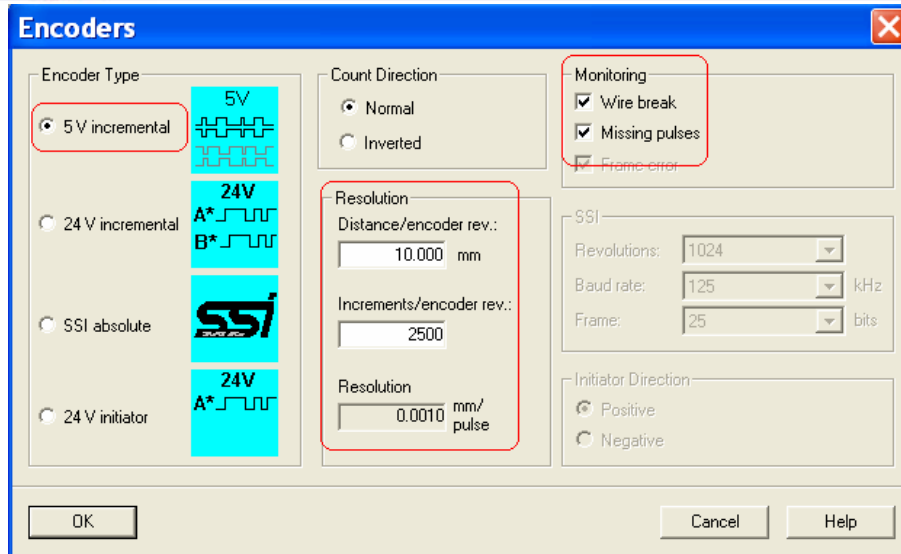 Encoders
Encoder Type
5 V incremental
5V
24 V incremental
24V
A*
B*
SSI absolute
SSI
24 V initiator
24V
A*
Count Direction
Normal
Inverted
Resolution
Distance/encoder rev.:
10.000 mm
Increments/encoder rev.:
2500
Resolution
0.0010 mm/
pulse
Monitoring
Wire break
Missing pulses
Frame error
SSI
Revolutions: 1024
Baud rate: 125 kHz
Frame: 25 bits
Initiator Direction
Positive
Negative
OK
Cancel
Help